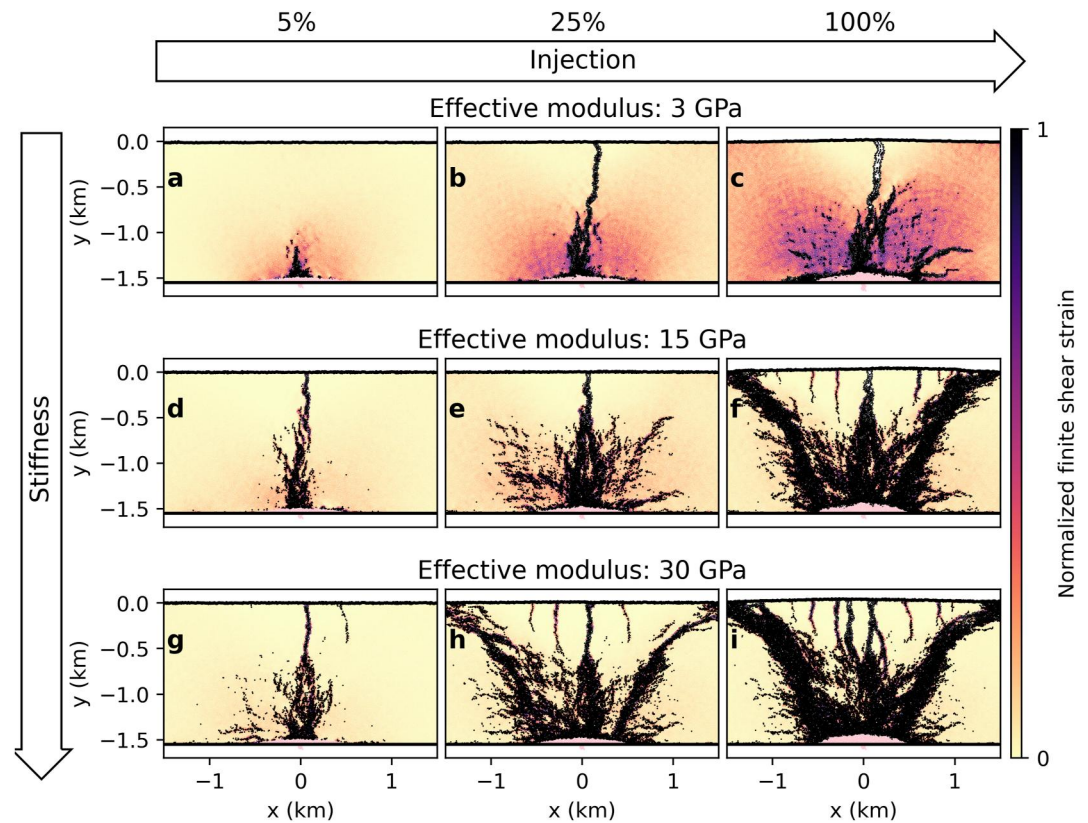 5% 25% 100%
Injection
Stiffness
Effective modulus: 3 GPa
a b c
y (km)
0.0
−0.5
−1.0
−1.5
Effective modulus: 15 GPa
d e f
y (km)
0.0
−0.5
−1.0
−1.5
Effective modulus: 30 GPa
g h i
y (km)
0.0
−0.5
−1.0
−1.5
−1 0 1 −1 0 1 −1 0 1
x (km) x (km) x (km)
1
Normalized finite shear strain
0